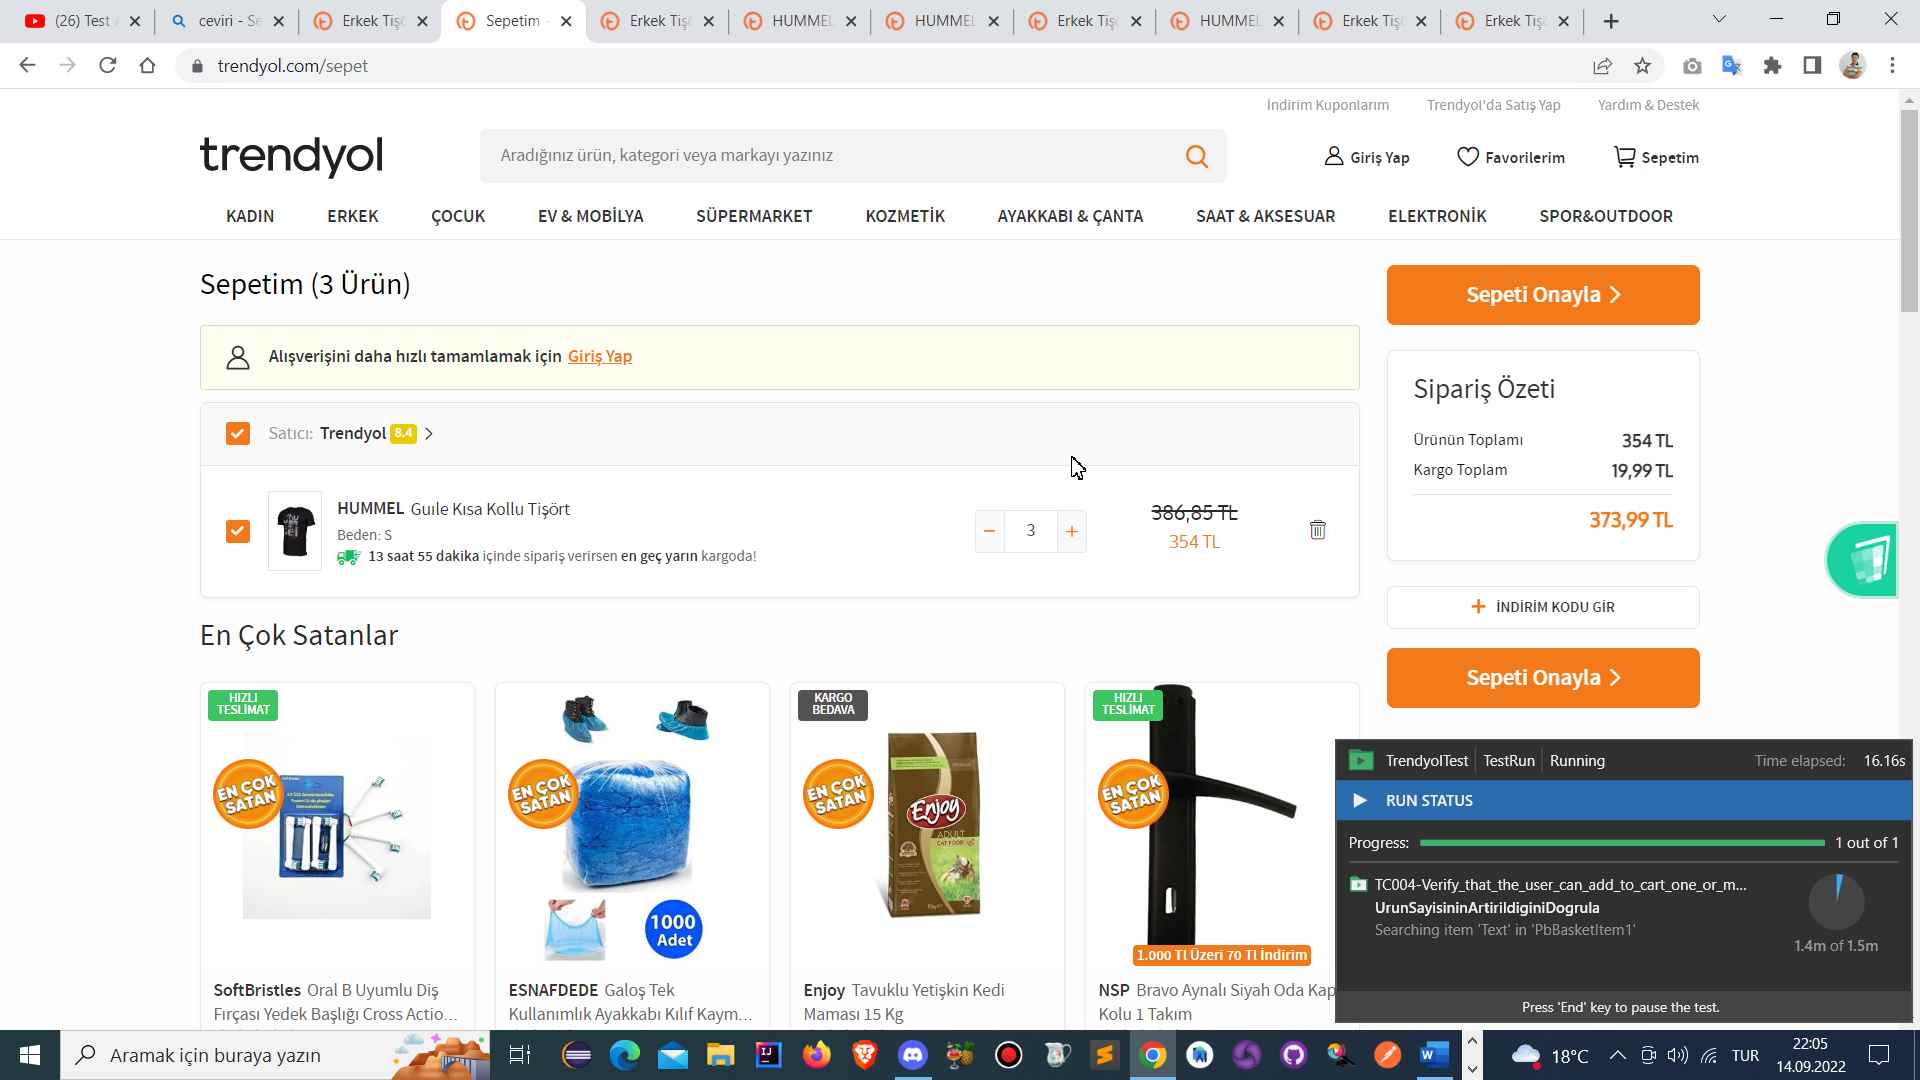 (26) Test A
ceviri - Se
Erkek Tişö
Sepetim -
Erkek Tişö
HUMMEL
HUMMEL
Erkek Tişö
HUMMEL
Erkek Tişö
Erkek Tişö
trendyol.com/sepet
İndirim Kuponlarım
Trendyol'da Satış Yap
Yardım & Destek
trendyol
Aradığınız ürün, kategori veya markayı yazınız
Giriş Yap
Favorilerim
Sepetim
KADIN
ERKEK
ÇOCUK
EV & MOBİLYA
SÜPERMARKET
KOZMETİK
AYAKKABI & ÇANTA
SAAT & AKSESUAR
ELEKTRONİK
SPOR&OUTDOOR
Sepetim (3 Ürün)
Alışverişini daha hızlı tamamlamak için Giriş Yap
Satıcı: Trendyol 8.4
HUMMEL Guıle Kısa Kollu Tişört
Beden: S
13 saat 55 dakika içinde sipariş verirsen en geç yarın kargoda!
3
386,85 TL
354 TL
Sepeti Onayla
Sipariş Özeti
Ürünün Toplamı 354 TL
Kargo Toplam 19,99 TL
373,99 TL
İNDİRİM KODU GİR
Sepeti Onayla
En Çok Satanlar
HIZLI
TESLİMAT
EN ÇOK
SATAN
SoftBristles Oral B Uyumlu Diş
Fırçası Yedek Başlığı Cross Actio...
EN ÇOK
SATAN
1000
Adet
ESNAFDEDE Galoş Tek
Kullanımlık Ayakkabı Kılıf Kaym...
KARGO
BEDAVA
EN ÇOK
SATAN
Enjoy
ADULT
CAT FOOD
Enjoy Tavuklu Yetişkin Kedi
Maması 15 Kg
HIZLI
TESLİMAT
EN ÇOK
SATAN
1.000 Tl Üzeri 70 Tl İndirim
NSP Bravo Aynalı Siyah Oda Kap
Kolu 1 Takım
TrendyolTest TestRun Running Time elapsed: 16.16s
RUN STATUS
Progress: 1 out of 1
TC004-Verify_that_the_user_can_add_to_cart_one_or_m...
UrunSayisininArtirildiginiDogrula
Searching item 'Text' in 'PbBasketItem1'
1.4m of 1.5m
Press 'End' key to pause the test.
Aramak için buraya yazın
18°C
TUR
22:05
14.09.2022